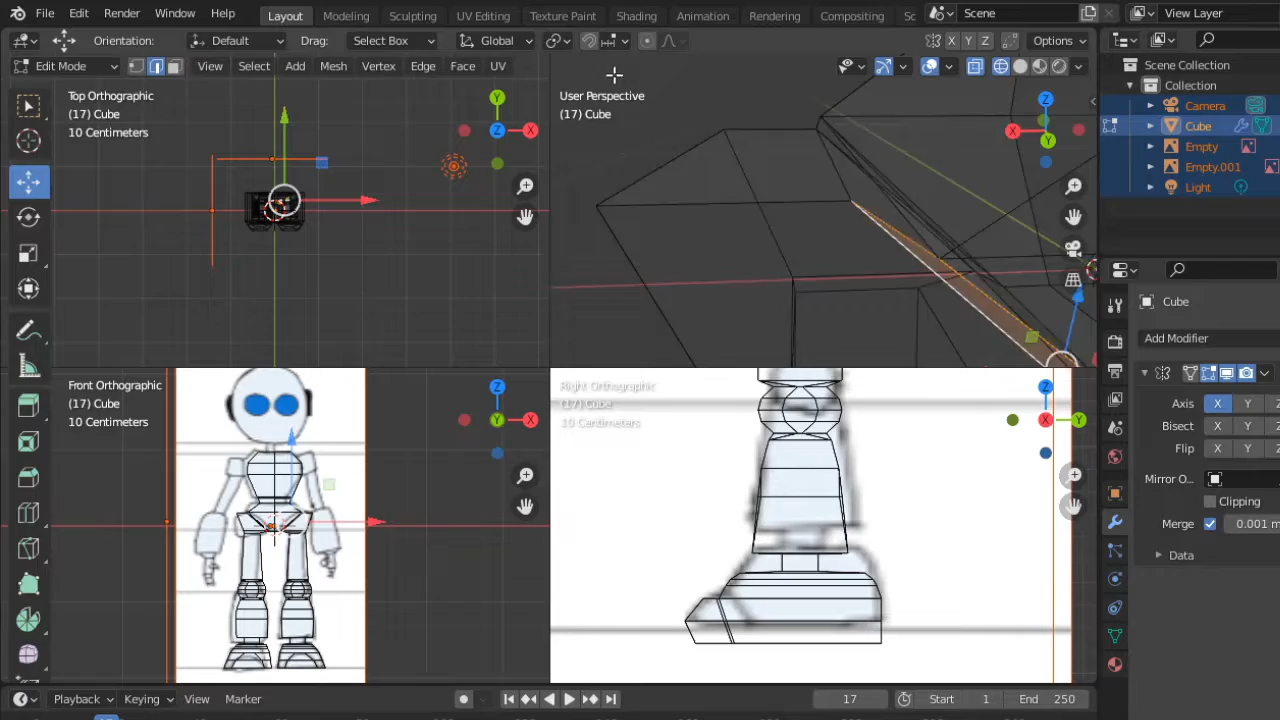 File Edit Render Window Help Layout Modeling Sculpting UV Editing Texture Paint Shading Animation Rendering Compositing Sc Scene View Layer
Orientation: Default Drag: Select Box Global X Y Z Options
Edit Mode View Select Add Mesh Vertex Edge Face UV
Scene Collection
Collection
Camera
Cube
Empty
Empty.001
Light
Top Orthographic
(17) Cube
10 Centimeters
Y
Z
X
User Perspective
(17) Cube
Z
X
Y
Front Orthographic
(17) Cube
10 Centimeters
Z
Y
X
Right Orthographic
(17) Cube
10 Centimeters
Z
X
Y
Cube
Add Modifier
Axis X Y Z
Bisect X Y Z
Flip X Y Z
Mirror O...
Clipping
Merge 0.001 m
Data
Playback Keying View Marker 17 Start 1 End 250